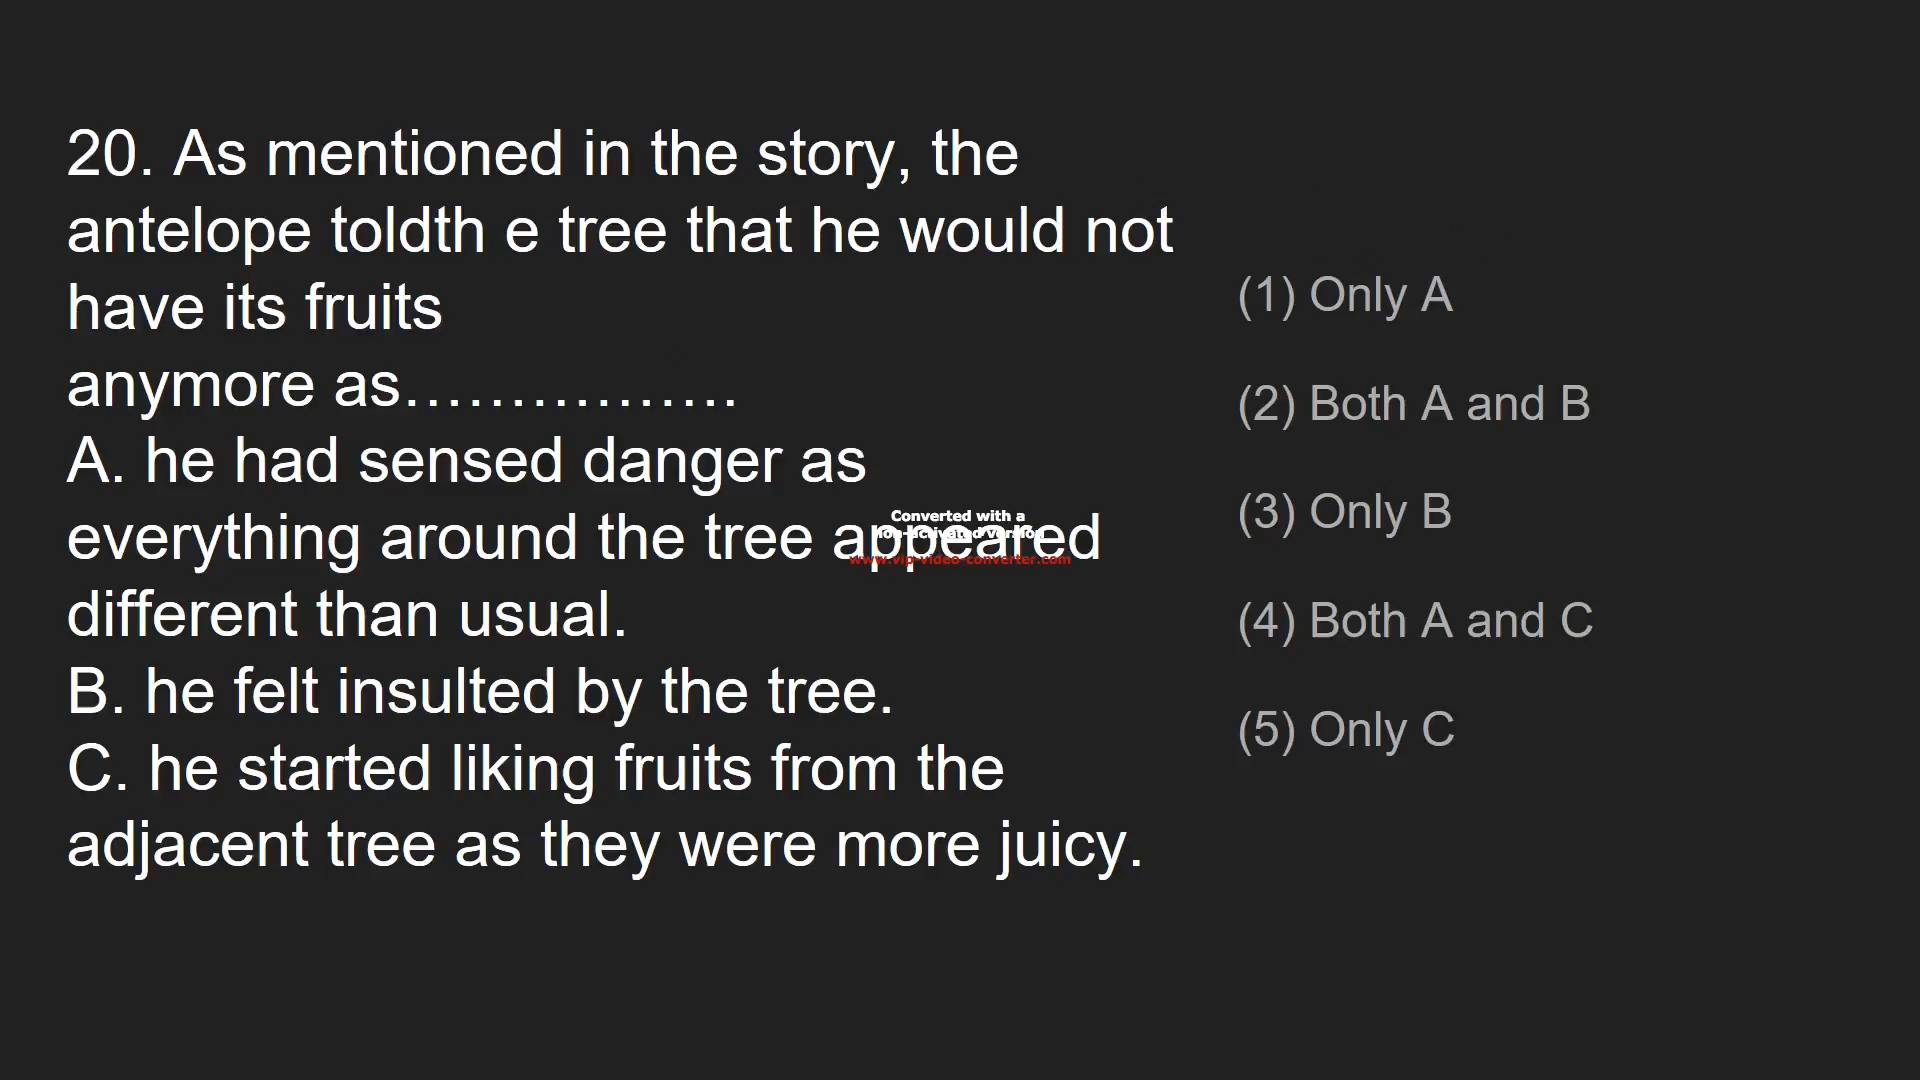 20. As mentioned in the story, the
antelope toldth e tree that he would not
have its fruits
anymore as…………….
A. he had sensed danger as
everything around the tree appeared
different than usual.
B. he felt insulted by the tree.
C. he started liking fruits from the
adjacent tree as they were more juicy.
(1) Only A
(2) Both A and B
(3) Only B
(4) Both A and C
(5) Only C
Converted with a
Non-activated version
www.vip-video-converter.com